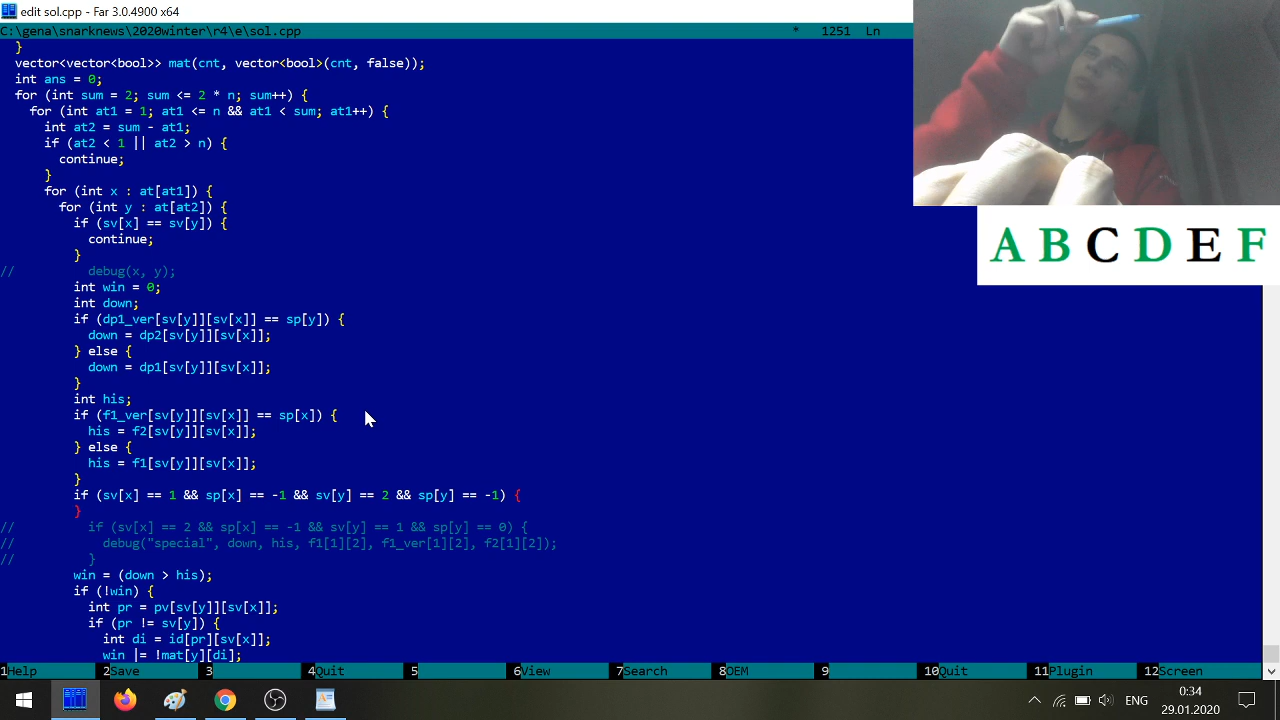 edit sol.cpp - Far 3.0.4900 x64
C:\gena\snarknews\2020winter\r4\e\sol.cpp * 1251 Ln
}
vector<vector<bool>> mat(cnt, vector<bool>(cnt, false));
int ans = 0;
for (int sum = 2; sum <= 2 * n; sum++) {
for (int at1 = 1; at1 <= n && at1 < sum; at1++) {
int at2 = sum - at1;
if (at2 < 1 || at2 > n) {
continue;
}
for (int x : at[at1]) {
for (int y : at[at2]) {
if (sv[x] == sv[y]) {
continue;
}
// debug(x, y);
int win = 0;
int down;
if (dp1_ver[sv[y]][sv[x]] == sp[y]) {
down = dp2[sv[y]][sv[x]];
} else {
down = dp1[sv[y]][sv[x]];
}
int his;
if (f1_ver[sv[y]][sv[x]] == sp[x]) {
his = f2[sv[y]][sv[x]];
} else {
his = f1[sv[y]][sv[x]];
}
if (sv[x] == 1 && sp[x] == -1 && sv[y] == 2 && sp[y] == -1) {
}
// if (sv[x] == 2 && sp[x] == -1 && sv[y] == 1 && sp[y] == 0) {
// debug("special", down, his, f1[1][2], f1_ver[1][2], f2[1][2]);
// }
win = (down > his);
if (!win) {
int pr = pv[sv[y]][sv[x]];
if (pr != sv[y]) {
int di = id[pr][sv[x]];
win |= !mat[y][di];
1Help 2Save 3 4Quit 5 6View 7Search 8OEM 9 10Quit 11Plugin 12Screen
A B C D E F
ENG
0:34
29.01.2020